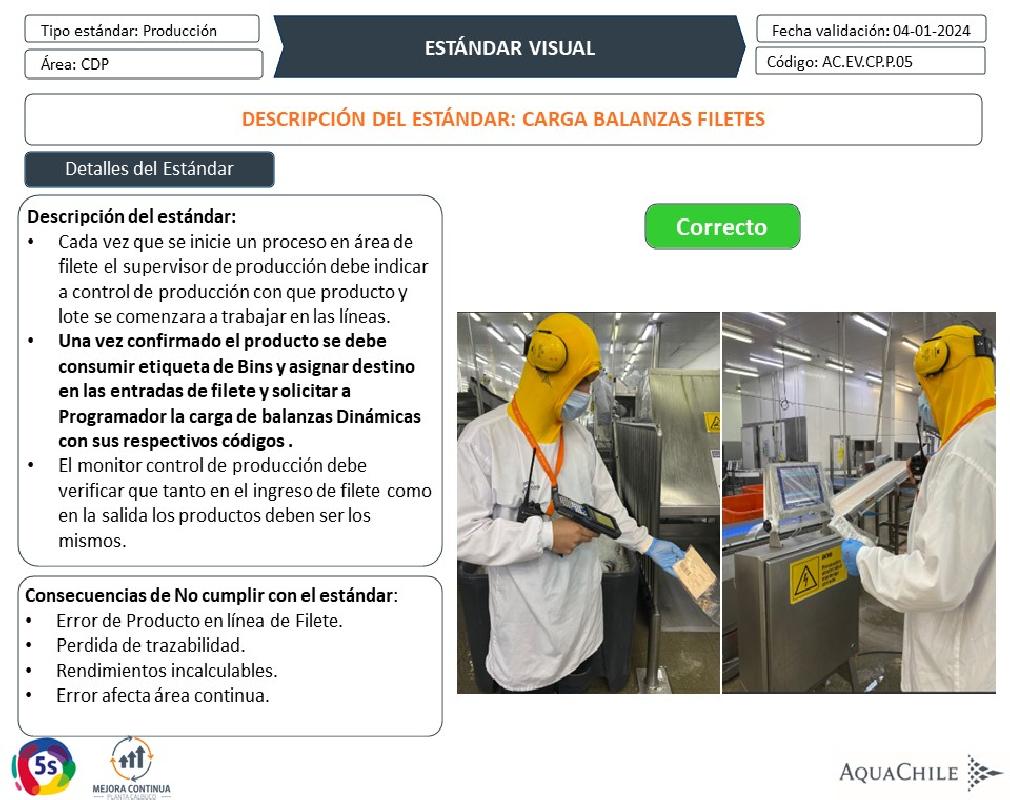 Tipo estándar: Producción
Área: CDP
ESTÁNDAR VISUAL
Fecha validación: 04-01-2024
Código: AC.EV.CP.P.05
DESCRIPCIÓN DEL ESTÁNDAR: CARGA BALANZAS FILETES
Detalles del Estándar
Descripción del estándar:
• Cada vez que se inicie un proceso en área de
filete el supervisor de producción debe indicar
a control de producción con que producto y
lote se comenzara a trabajar en las líneas.
• Una vez confirmado el producto se debe
consumir etiqueta de Bins y asignar destino
en las entradas de filete y solicitar a
Programador la carga de balanzas Dinámicas
con sus respectivos códigos .
• El monitor control de producción debe
verificar que tanto en el ingreso de filete como
en la salida los productos deben ser los
mismos.
Consecuencias de No cumplir con el estándar:
• Error de Producto en línea de Filete.
• Perdida de trazabilidad.
• Rendimientos incalculables.
• Error afecta área continua.
Correcto
5s
MEJORA CONTINUA
PLANTA CALBUCO
AQUACHILE